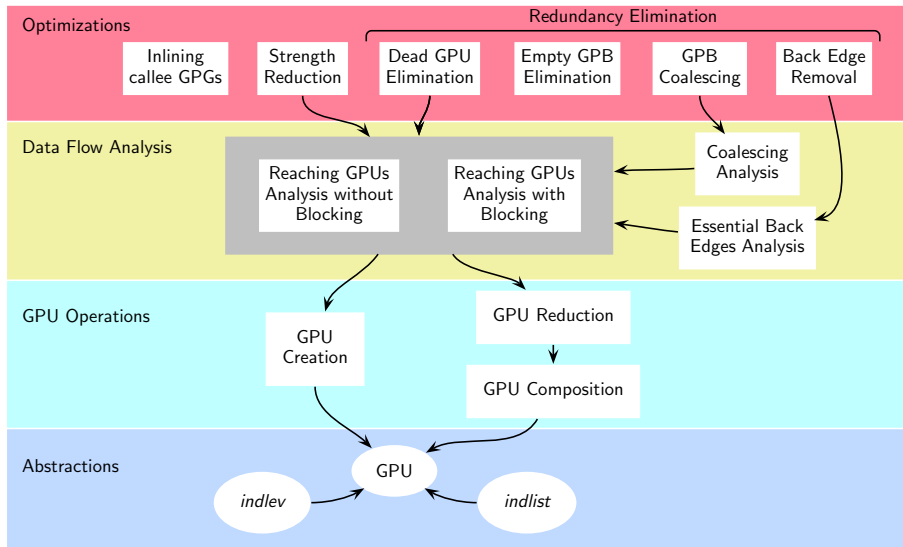 Redundancy Elimination
Optimizations
Inlining
callee GPGs
Strength
Reduction
Dead GPU
Elimination
Empty GPB
Elimination
GPB
Coalescing
Back Edge
Removal
Data Flow Analysis
Reaching GPUs
Analysis without
Blocking
Reaching GPUs
Analysis with
Blocking
Coalescing
Analysis
Essential Back
Edges Analysis
GPU Operations
GPU
Creation
GPU Reduction
GPU Composition
Abstractions
GPU
indlev
indlist